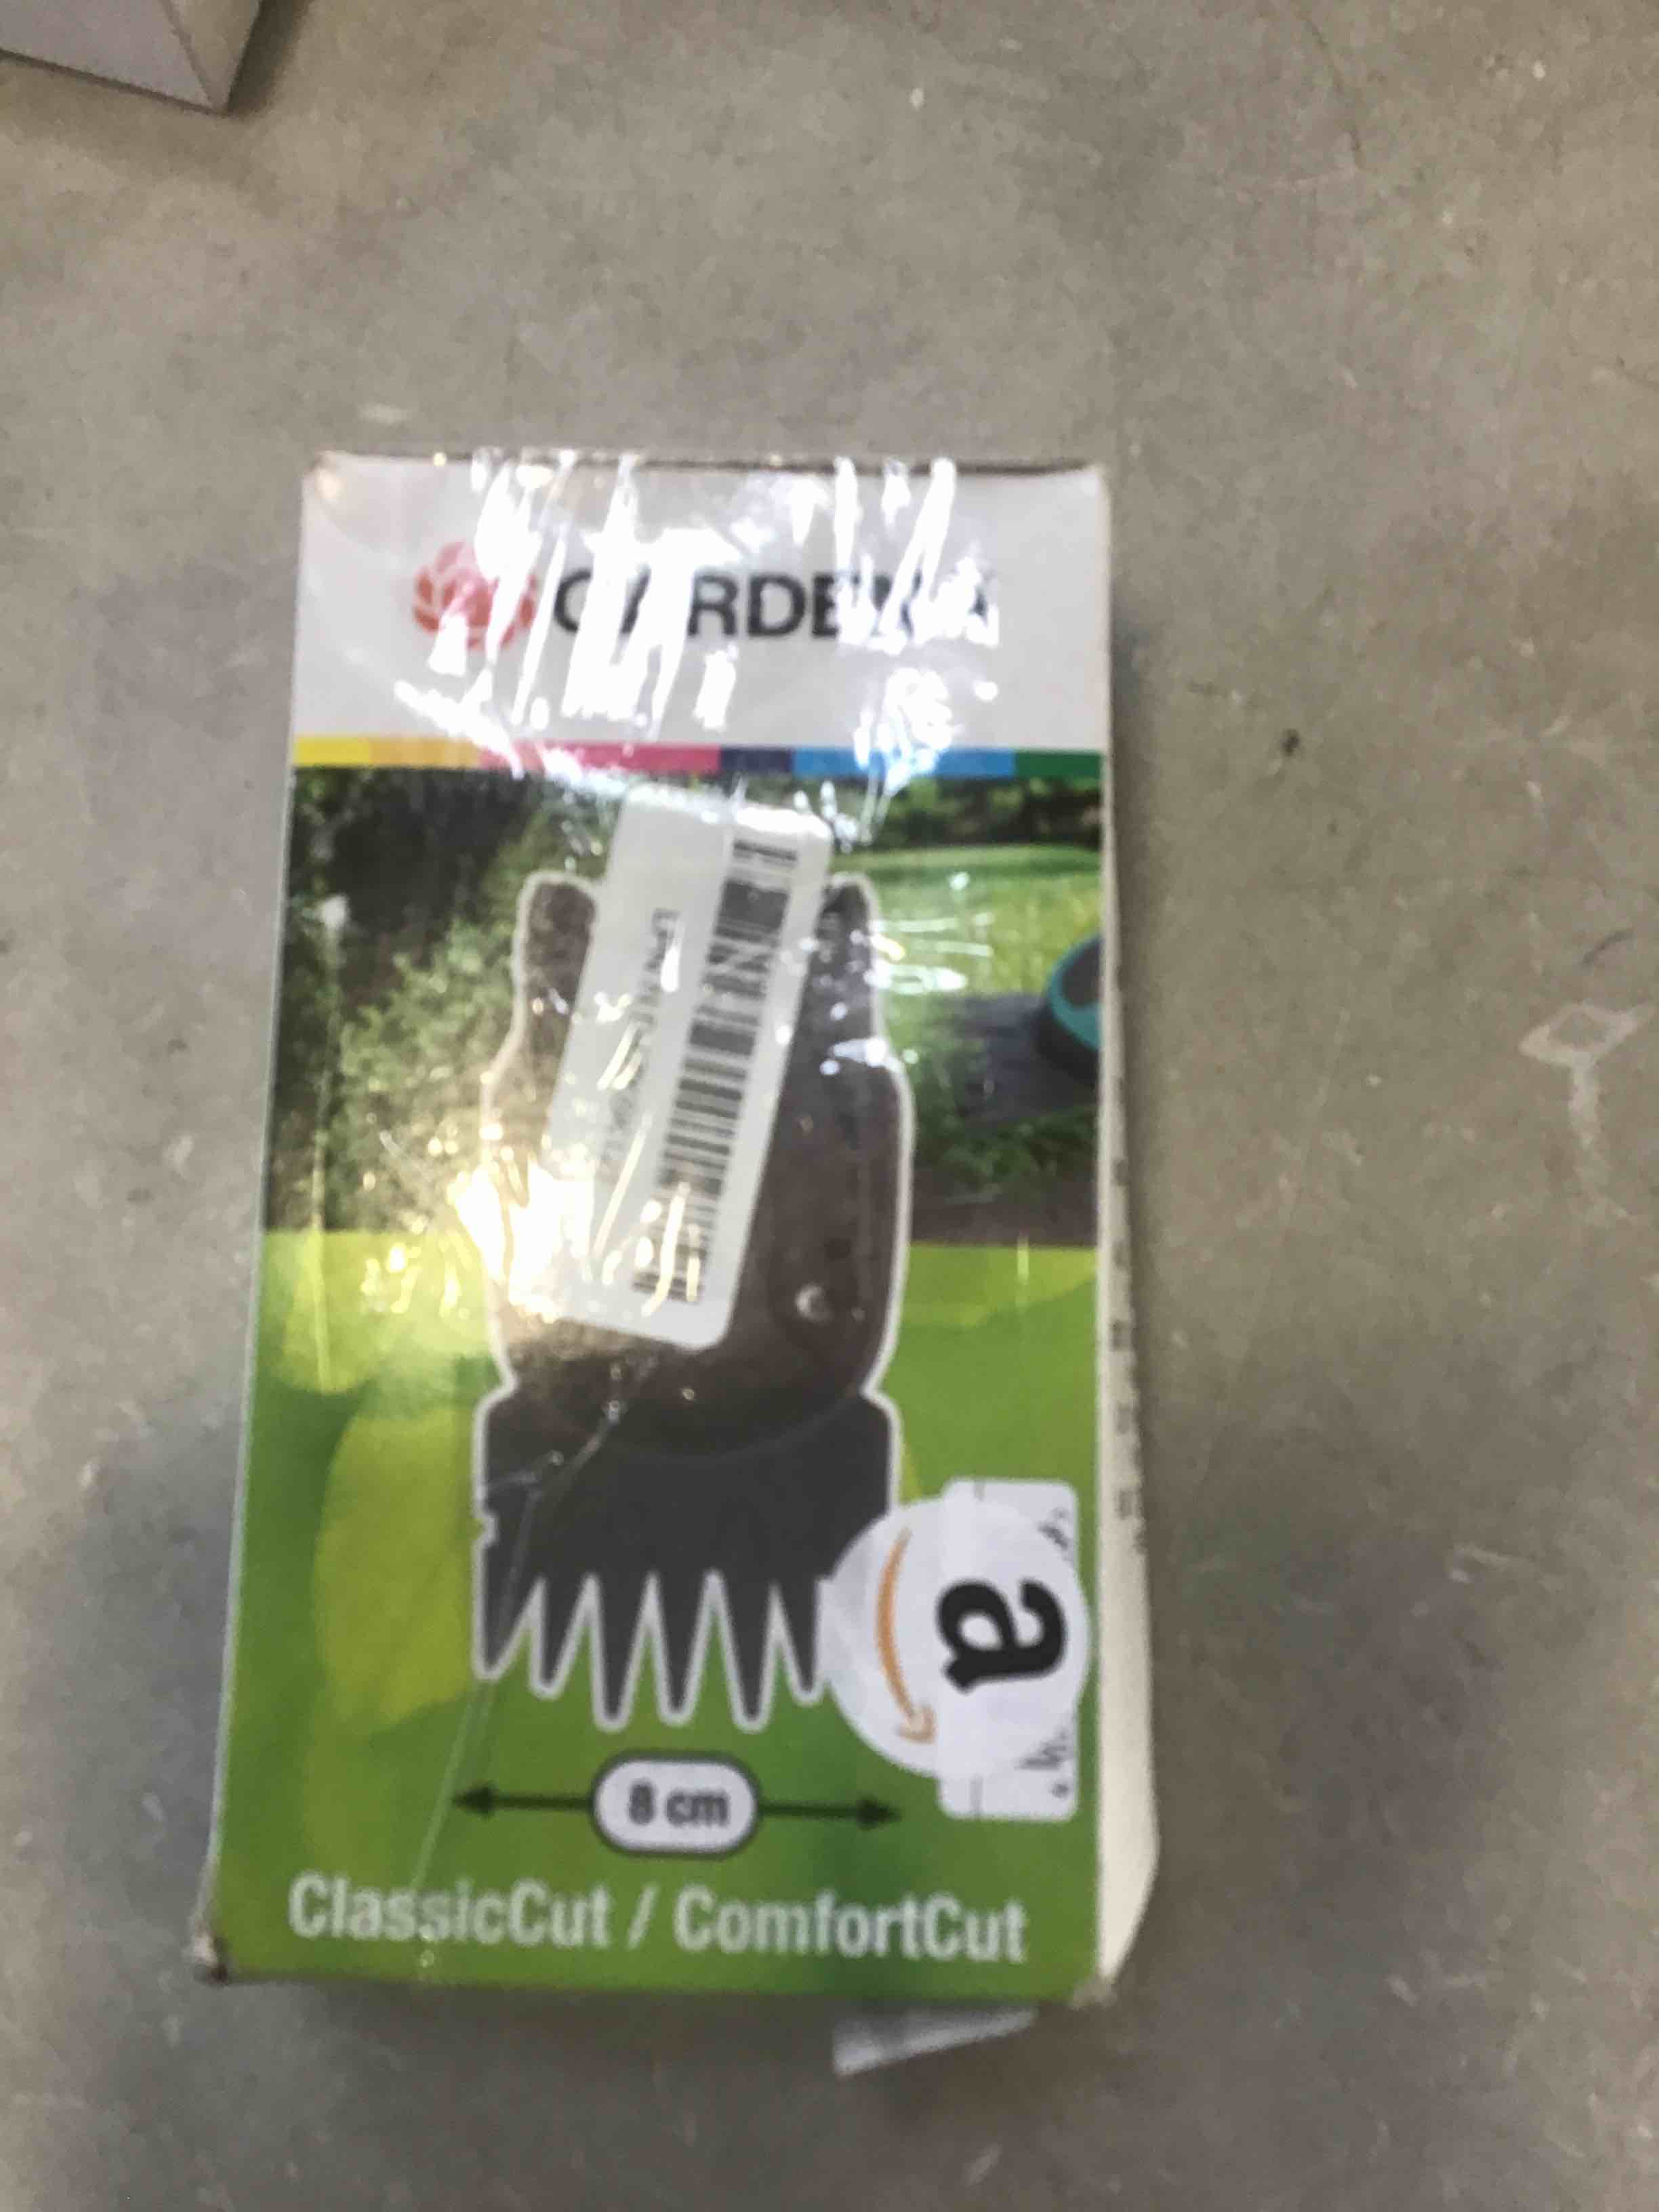 GARDENA
a
8 cm
ClassicCut / ComfortCut